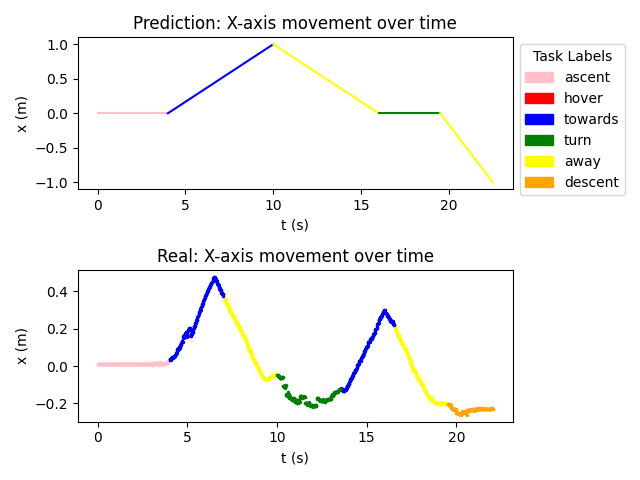 Prediction: X-axis movement over time
1.0
0.5
0.0
−0.5
−1.0
x (m)
0 5 10 15 20
t (s)
Task Labels
ascent
hover
towards
turn
away
descent
Real: X-axis movement over time
0.4
0.2
0.0
−0.2
x (m)
0 5 10 15 20
t (s)